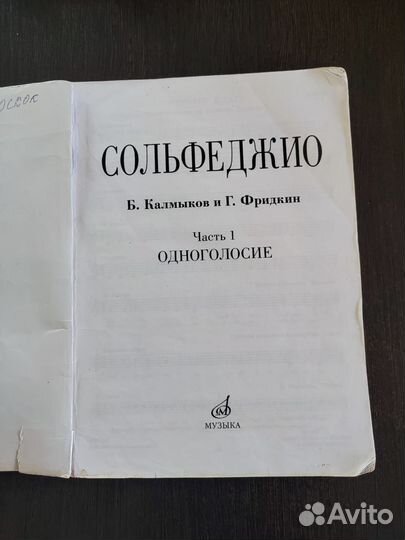 СОЛЬФЕДЖИО
Б. Калмыков и Г. Фридкин
Часть 1
ОДНОГОЛОСИЕ
МУЗЫКА
Avito